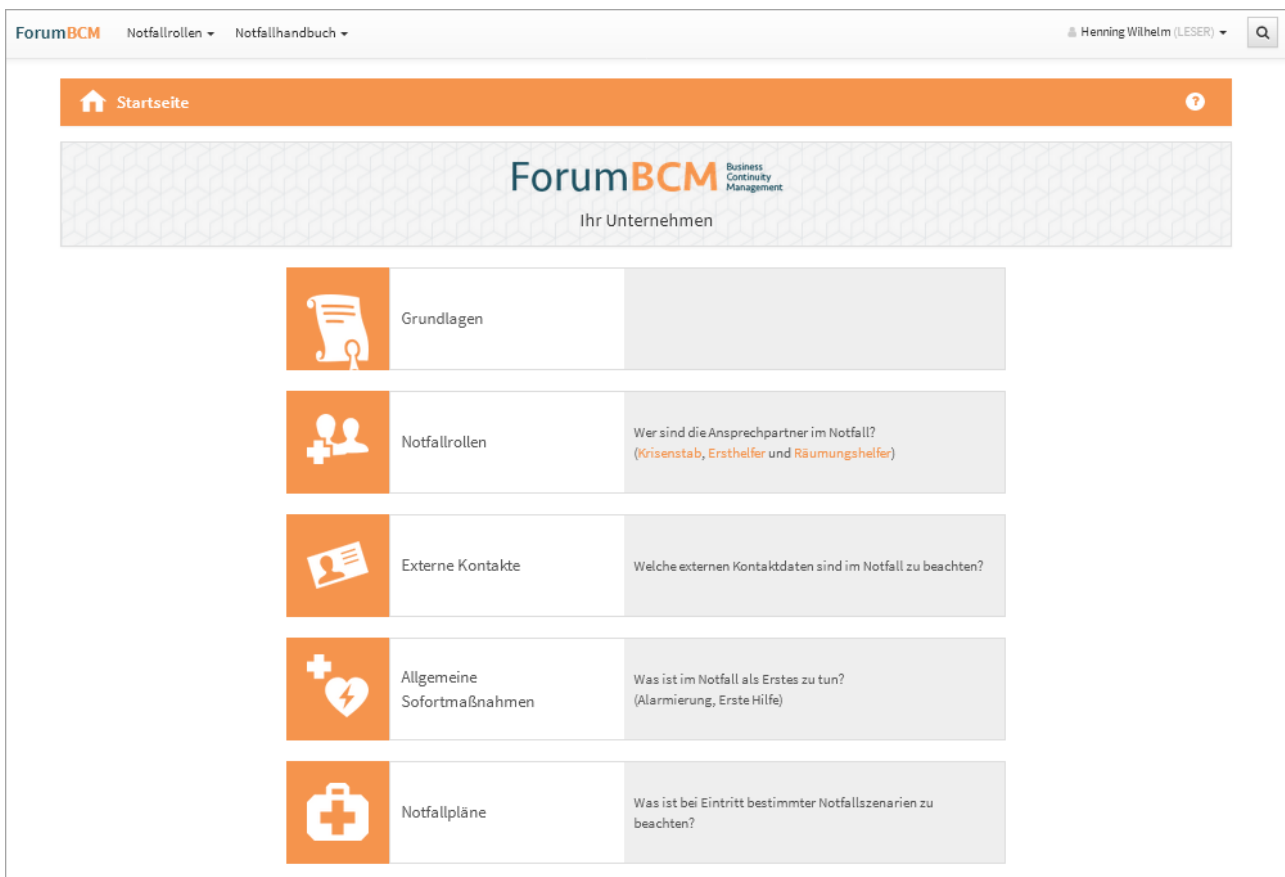 ForumBCM Notfallrollen Notfallhandbuch Henning Wilhelm (LESER)
Startseite
ForumBCM Business
Continuity
Management
Ihr Unternehmen
Grundlagen
Notfallrollen
Wer sind die Ansprechpartner im Notfall?
(Krisenstab, Ersthelfer und Räumungshelfer)
Externe Kontakte
Welche externen Kontaktdaten sind im Notfall zu beachten?
Allgemeine
Sofortmaßnahmen
Was ist im Notfall als Erstes zu tun?
(Alarmierung, Erste Hilfe)
Notfallpläne
Was ist bei Eintritt bestimmter Notfallszenarien zu
beachten?